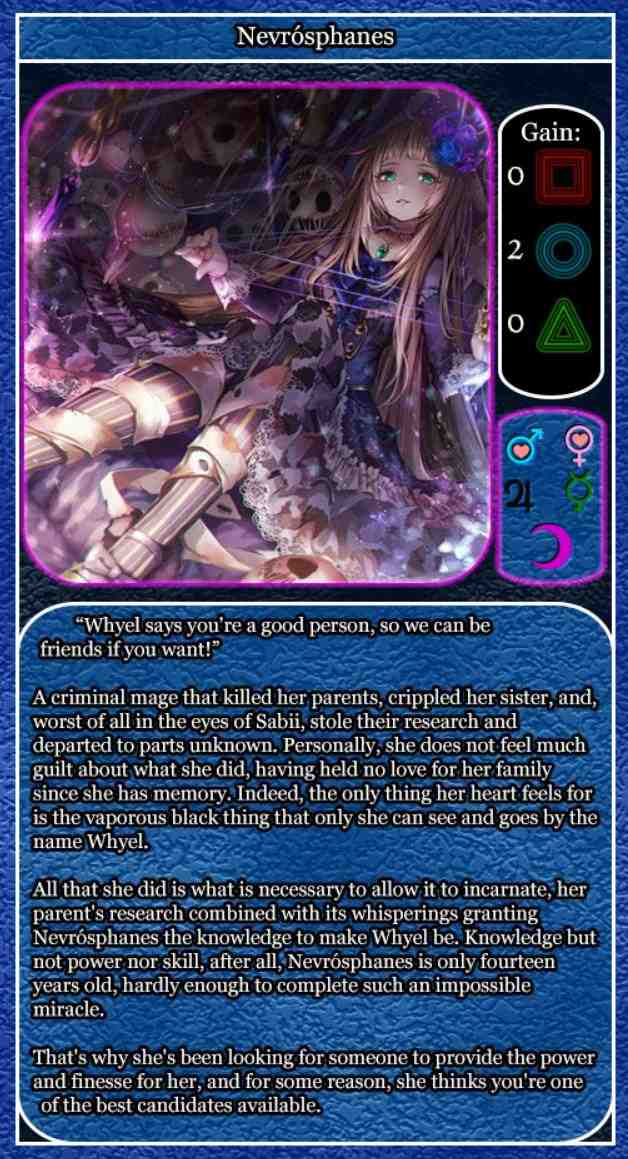 Nevrósphanes
Gain:
0
2
0
“Whyel says you're a good person, so we can be
friends if you want!”
A criminal mage that killed her parents, crippled her sister, and,
worst of all in the eyes of Sabii, stole their research and
departed to parts unknown. Personally, she does not feel much
guilt about what she did, having held no love for her family
since she has memory. Indeed, the only thing her heart feels for
is the vaporous black thing that only she can see and goes by the
name Whyel.
All that she did is what is necessary to allow it to incarnate, her
parent's research combined with its whisperings granting
Nevrósphanes the knowledge to make Whyel be. Knowledge but
not power nor skill, after all, Nevrósphanes is only fourteen
years old, hardly enough to complete such an impossible
miracle.
That's why she's been looking for someone to provide the power
and finesse for her, and for some reason, she thinks you're one
of the best candidates available.